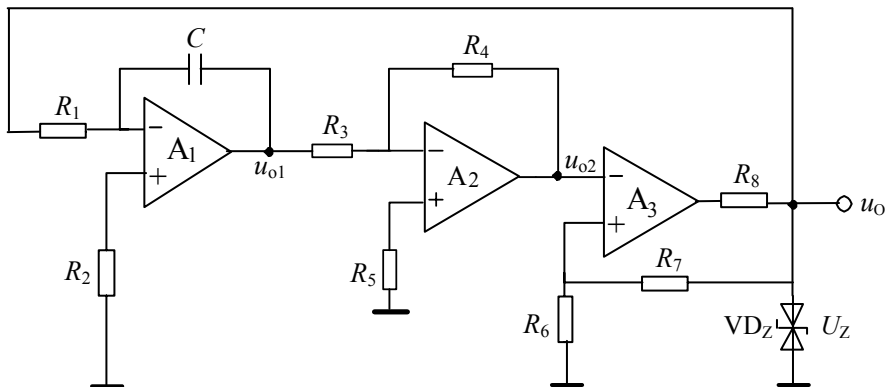 C
R4
R1
−
A1
+
uo1
R3
−
A2
+
uo2
−
A3
+
R8
uO
R2
R5
R7
R6
VDZ
UZ